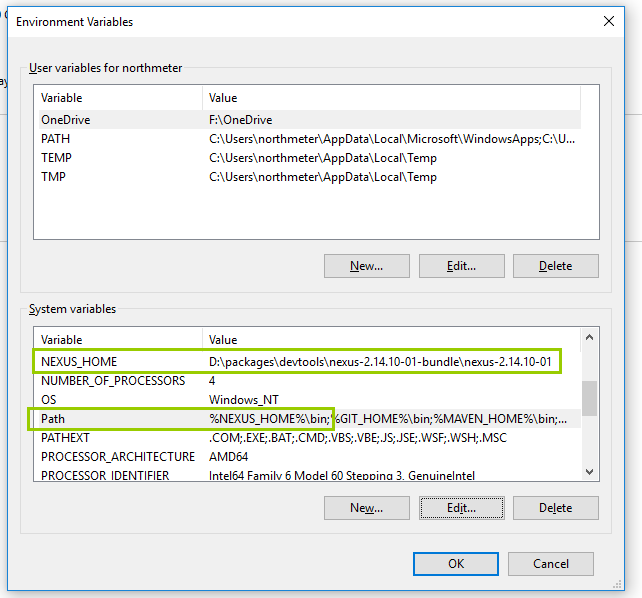 Environment Variables
User variables for northmeter
Variable Value
OneDrive F:\OneDrive
PATH C:\Users\northmeter\AppData\Local\Microsoft\WindowsApps;C:\U...
TEMP C:\Users\northmeter\AppData\Local\Temp
TMP C:\Users\northmeter\AppData\Local\Temp
New... Edit... Delete
System variables
Variable Value
NEXUS_HOME D:\packages\devtools\nexus-2.14.10-01-bundle\nexus-2.14.10-01
NUMBER_OF_PROCESSORS 4
OS Windows_NT
Path %NEXUS_HOME%\bin;%GIT_HOME%\bin;%MAVEN_HOME%\bin;...
PATHEXT .COM;.EXE;.BAT;.CMD;.VBS;.VBE;JS;JSE;.WSF;.WSH;.MSC
PROCESSOR_ARCHITECTURE AMD64
PROCESSOR_IDENTIFIER Intel64 Family 6 Model 60 Stepping 3, GenuineIntel
New... Edit... Delete
OK Cancel